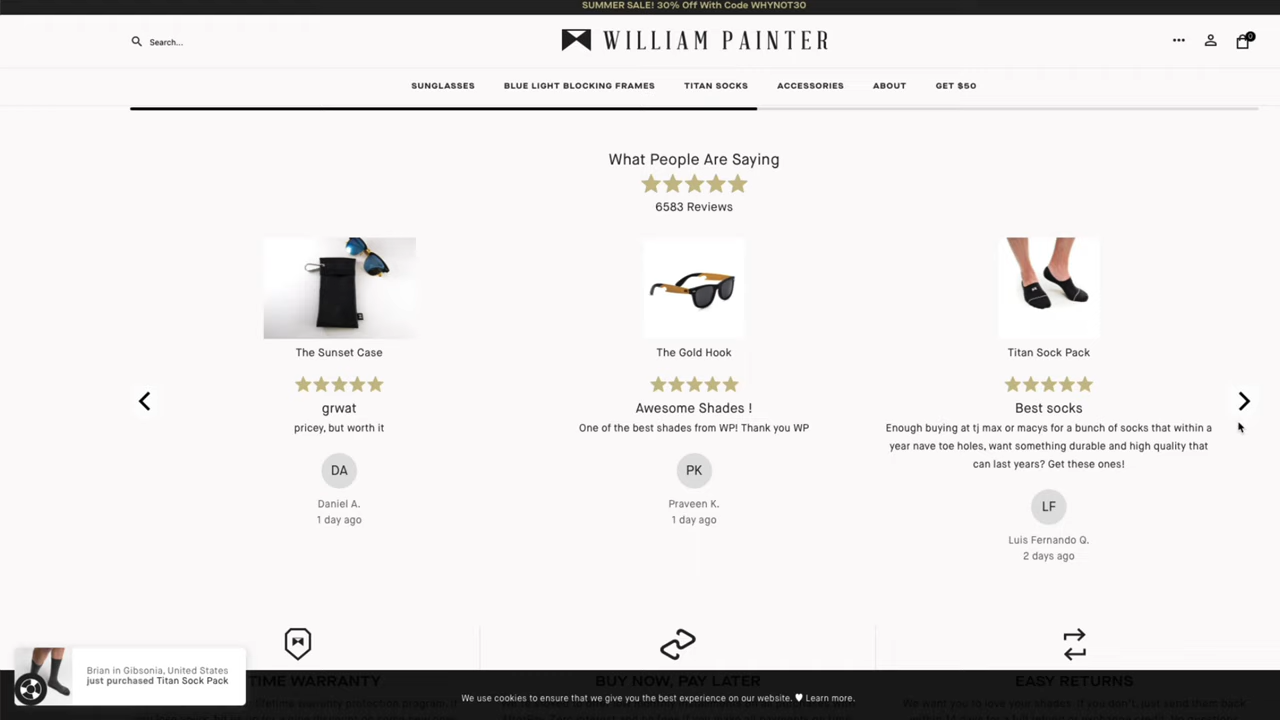 SUMMER SALE! 30% Off With Code WHYNOT30
Search...
WILLIAM PAINTER
0
SUNGLASSES
BLUE LIGHT BLOCKING FRAMES
TITAN SOCKS
ACCESSORIES
ABOUT
GET $50
What People Are Saying
6583 Reviews
The Sunset Case
grwat
pricey, but worth it
DA
Daniel A.
1 day ago
The Gold Hook
Awesome Shades !
One of the best shades from WP! Thank you WP
PK
Praveen K.
1 day ago
Titan Sock Pack
Best socks
Enough buying at tj max or macys for a bunch of socks that within a
year nave toe holes, want something durable and high quality that
can last years? Get these ones!
LF
Luis Fernando Q.
2 days ago
Brian in Gibsonia, United States
just purchased Titan Sock Pack
TIME WARRANTY
BUY NOW, PAY LATER
EASY RETURNS
We use cookies to ensure that we give you the best experience on our website. ♥ Learn more.